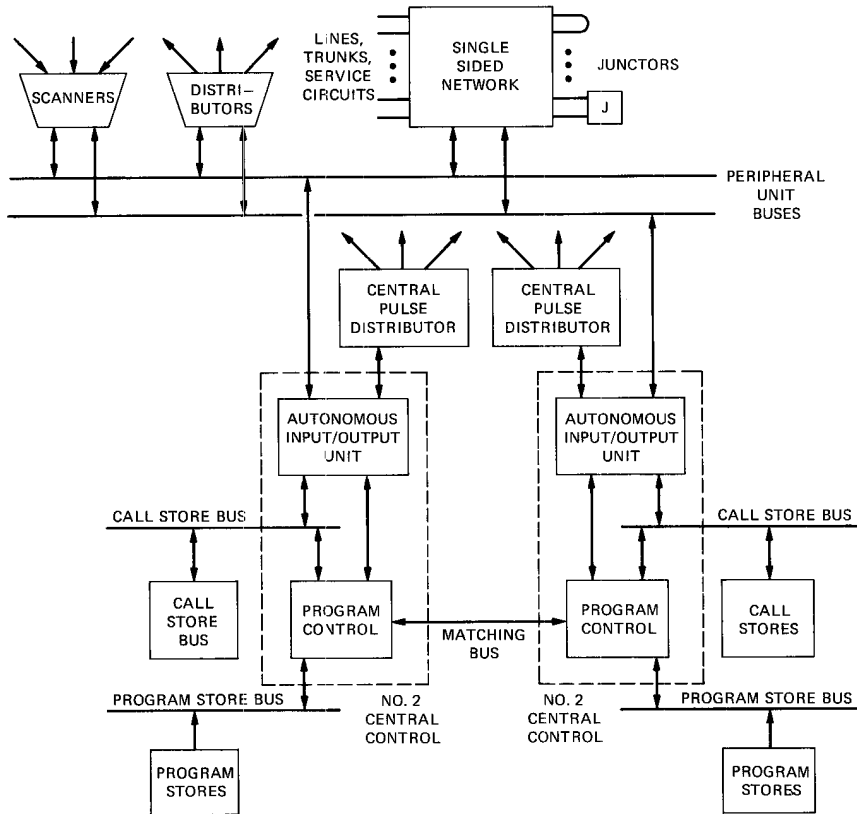 SCANNERS
DISTRI-
BUTORS
LINES,
TRUNKS,
SERVICE
CIRCUITS
SINGLE
SIDED
NETWORK
JUNCTORS
J
PERIPHERAL
UNIT
BUSES
CENTRAL
PULSE
DISTRIBUTOR
CENTRAL
PULSE
DISTRIBUTOR
AUTONOMOUS
INPUT/OUTPUT
UNIT
AUTONOMOUS
INPUT/OUTPUT
UNIT
CALL STORE BUS
CALL STORE BUS
CALL
STORE
BUS
PROGRAM
CONTROL
MATCHING
BUS
PROGRAM
CONTROL
CALL
STORES
PROGRAM STORE BUS
NO. 2
CENTRAL
CONTROL
NO. 2
CENTRAL
CONTROL
PROGRAM STORE BUS
PROGRAM
STORES
PROGRAM
STORES